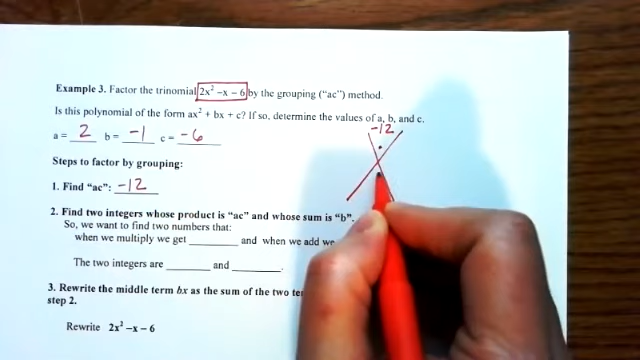 Example 3. Factor the trinomial 2x² –x – 6 by the grouping ("ac") method.
Is this polynomial of the form ax² + bx + c? If so, determine the values of a, b, and c.
a = 2 b = -1 c = -6
-12
Steps to factor by grouping:
1. Find "ac": -12
2. Find two integers whose product is "ac" and whose sum is "b".
So, we want to find two numbers that:
when we multiply we get ________ and when we add we
The two integers are ________ and ________.
3. Rewrite the middle term bx as the sum of the two
step 2.
Rewrite 2x² – x – 6